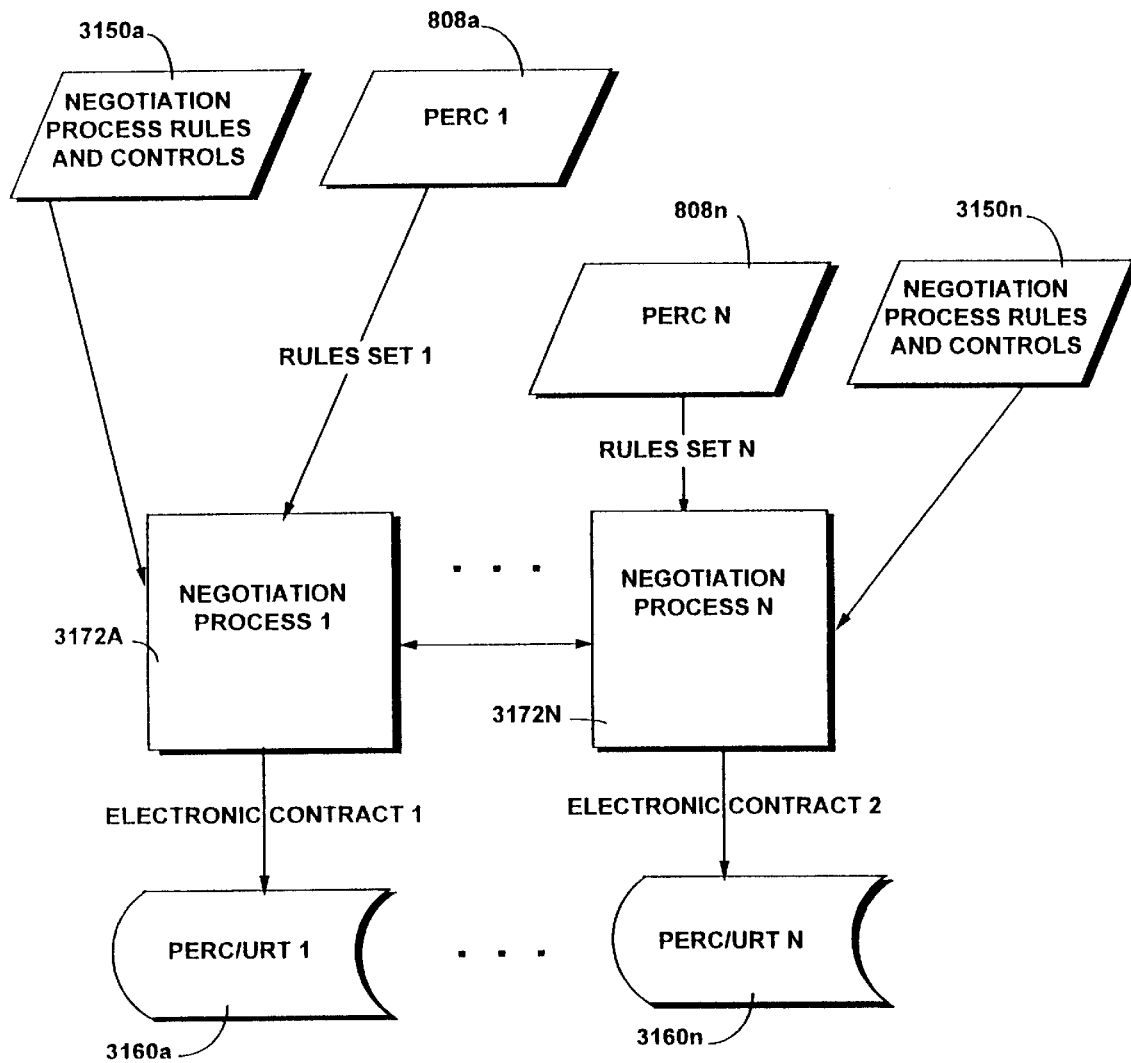 3150a
808a
NEGOTIATION
PROCESS RULES
AND CONTROLS
PERC 1
808n
3150n
PERC N
NEGOTIATION
PROCESS RULES
AND CONTROLS
RULES SET 1
RULES SET N
NEGOTIATION
PROCESS 1
. . .
NEGOTIATION
PROCESS N
3172A
3172N
ELECTRONIC CONTRACT 1
ELECTRONIC CONTRACT 2
PERC/URT 1
. . .
PERC/URT N
3160a
3160n